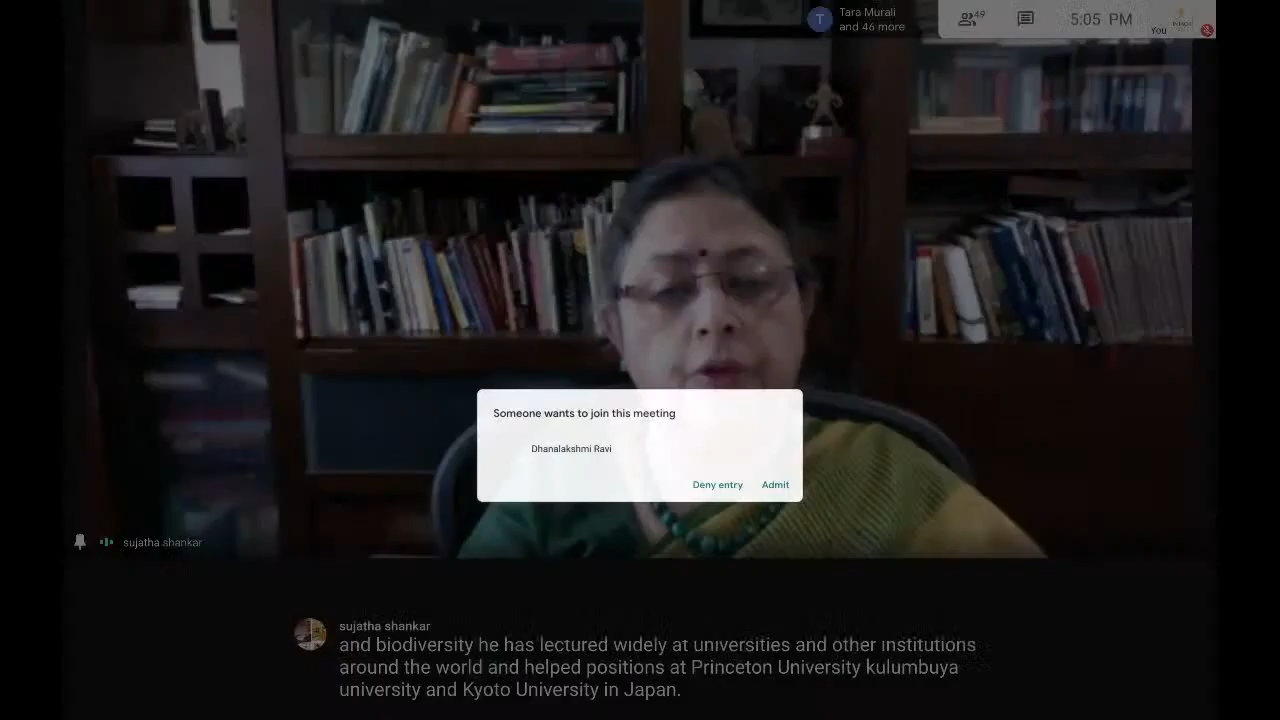 T
Tara Murali
and 46 more
49
5:05 PM
You
Someone wants to join this meeting
Dhanalakshmi Ravi
Deny entry
Admit
sujatha shankar
sujatha shankar
and biodiversity he has lectured widely at universities and other institutions
around the world and helped positions at Princeton University kulumbuya
university and Kyoto University in Japan.